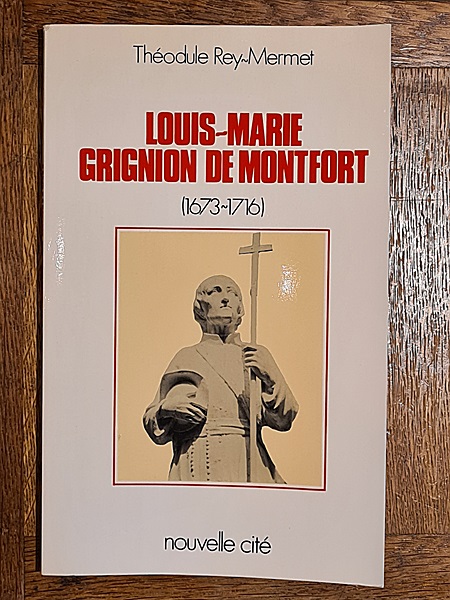 Théodule Rey~Mermet
LOUIS-MARIE
GRIGNION DE MONTFORT
(1673~1716)
nouvelle cité